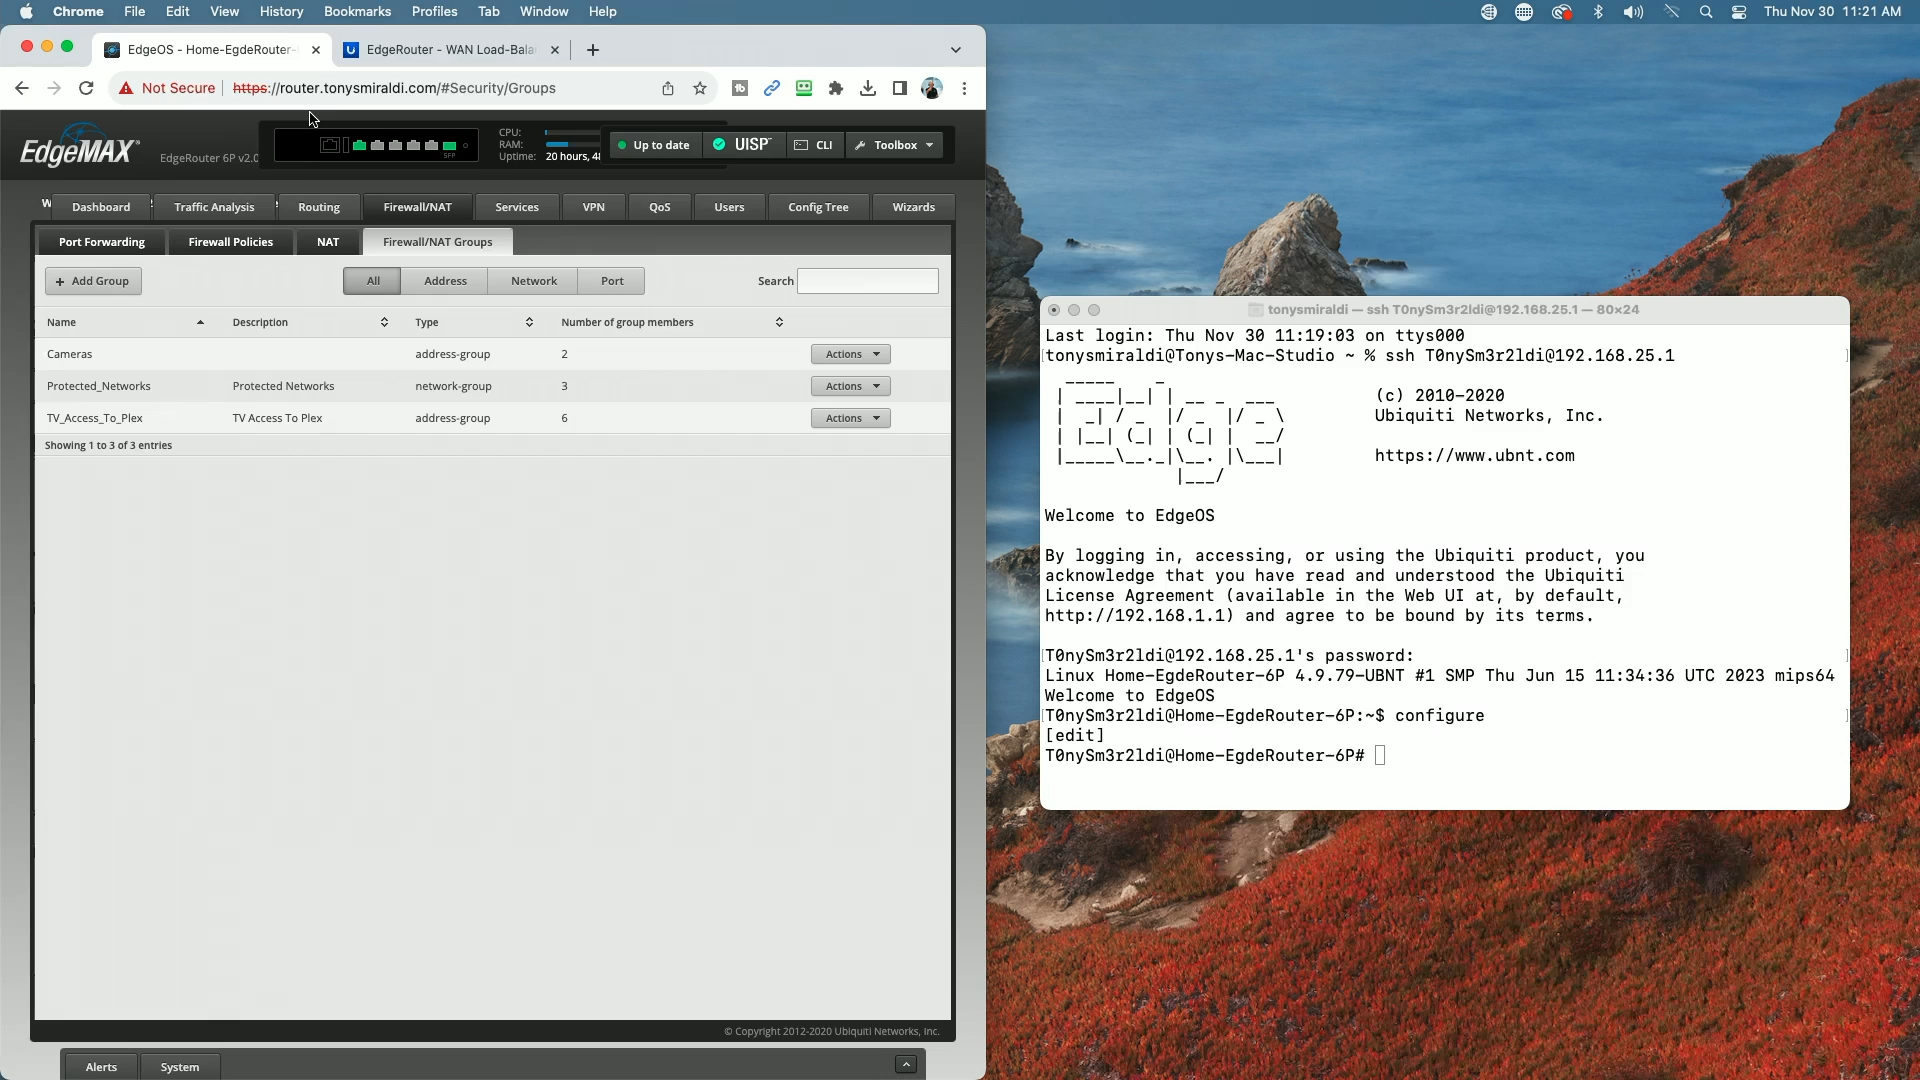 Chrome File Edit View History Bookmarks Profiles Tab Window Help
Thu Nov 30 11:21 AM
EdgeOS - Home-EgdeRouter-
EdgeRouter - WAN Load-Bala
Not Secure https://router.tonysmiraldi.com/#Security/Groups
EdgeMAX
EdgeRouter 6P v2.0
SFP
CPU:
RAM:
Uptime: 20 hours, 4
Up to date
UISP
CLI
Toolbox
W
Dashboard Traffic Analysis Routing Firewall/NAT Services VPN QoS Users Config Tree Wizards
Port Forwarding Firewall Policies NAT Firewall/NAT Groups
+ Add Group
All Address Network Port
Search
Name Description Type Number of group members
Cameras address-group 2 Actions
Protected_Networks Protected Networks network-group 3 Actions
TV_Access_To_Plex TV Access To Plex address-group 6 Actions
Showing 1 to 3 of 3 entries
© Copyright 2012-2020 Ubiquiti Networks, Inc.
Alerts System
tonysmiraldi — ssh T0nySm3r2ldi@192.168.25.1 — 80×24
Last login: Thu Nov 30 11:19:03 on ttys000
tonysmiraldi@Tonys-Mac-Studio ~ % ssh T0nySm3r2ldi@192.168.25.1
Edge
(c) 2010-2020
Ubiquiti Networks, Inc.
https://www.ubnt.com
Welcome to EdgeOS
By logging in, accessing, or using the Ubiquiti product, you
acknowledge that you have read and understood the Ubiquiti
License Agreement (available in the Web UI at, by default,
http://192.168.1.1) and agree to be bound by its terms.
T0nySm3r2ldi@192.168.25.1's password:
Linux Home-EgdeRouter-6P 4.9.79-UBNT #1 SMP Thu Jun 15 11:34:36 UTC 2023 mips64
Welcome to EdgeOS
T0nySm3r2ldi@Home-EgdeRouter-6P:~$ configure
[edit]
T0nySm3r2ldi@Home-EgdeRouter-6P#